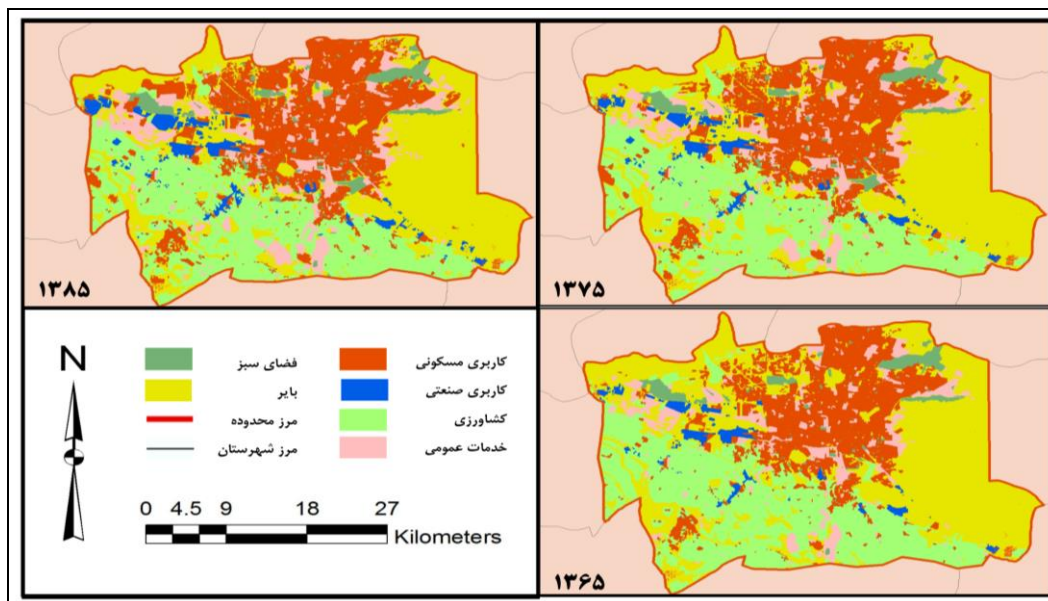 ۱۳۸۵
۱۳۷۵
N
کاربری مسکونی
فضای سبز
کاربری صنعتی
بایر
کشاورزی
مرز محدوده
خدمات عمومی
مرز شهرستان
0 4.5 9 18 27
Kilometers
۱۳۶۵